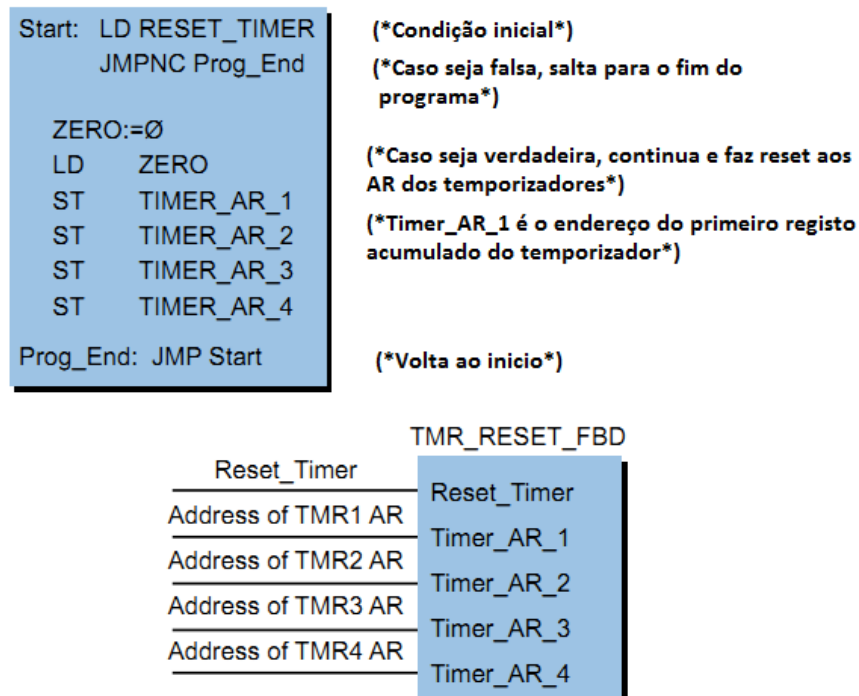 Start: LD RESET_TIMER
(*Condição inicial*)
JMPNC Prog_End
(*Caso seja falsa, salta para o fim do
programa*)
ZERO:=Ø
LD ZERO
(*Caso seja verdadeira, continua e faz reset aos
AR dos temporizadores*)
ST TIMER_AR_1
(*Timer_AR_1 é o endereço do primeiro registo
acumulado do temporizador*)
ST TIMER_AR_2
ST TIMER_AR_3
ST TIMER_AR_4
Prog_End: JMP Start
(*Volta ao inicio*)
TMR_RESET_FBD
Reset_Timer
Reset_Timer
Address of TMR1 AR
Timer_AR_1
Address of TMR2 AR
Timer_AR_2
Address of TMR3 AR
Timer_AR_3
Address of TMR4 AR
Timer_AR_4